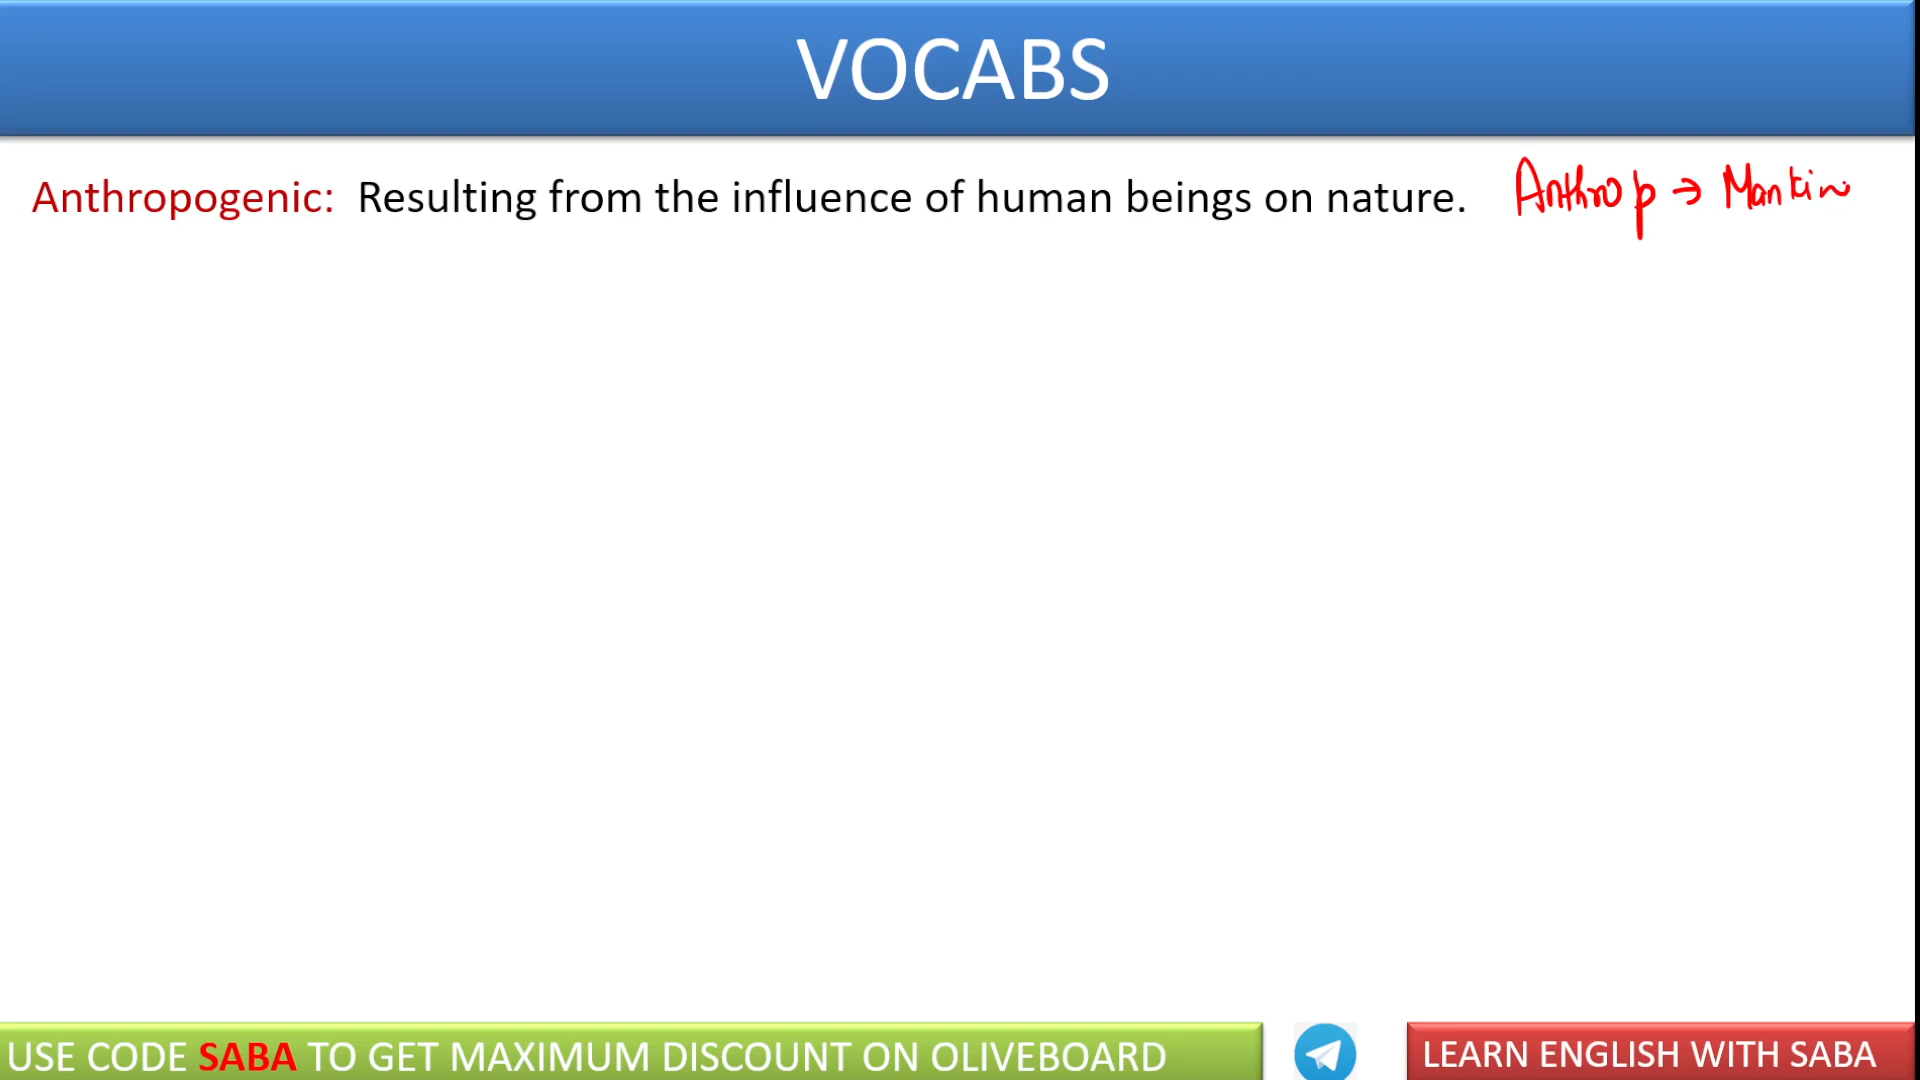 VOCABS
Anthropogenic: Resulting from the influence of human beings on nature. Anthrop → Mankin
USE CODE SABA TO GET MAXIMUM DISCOUNT ON OLIVEBOARD
LEARN ENGLISH WITH SABA